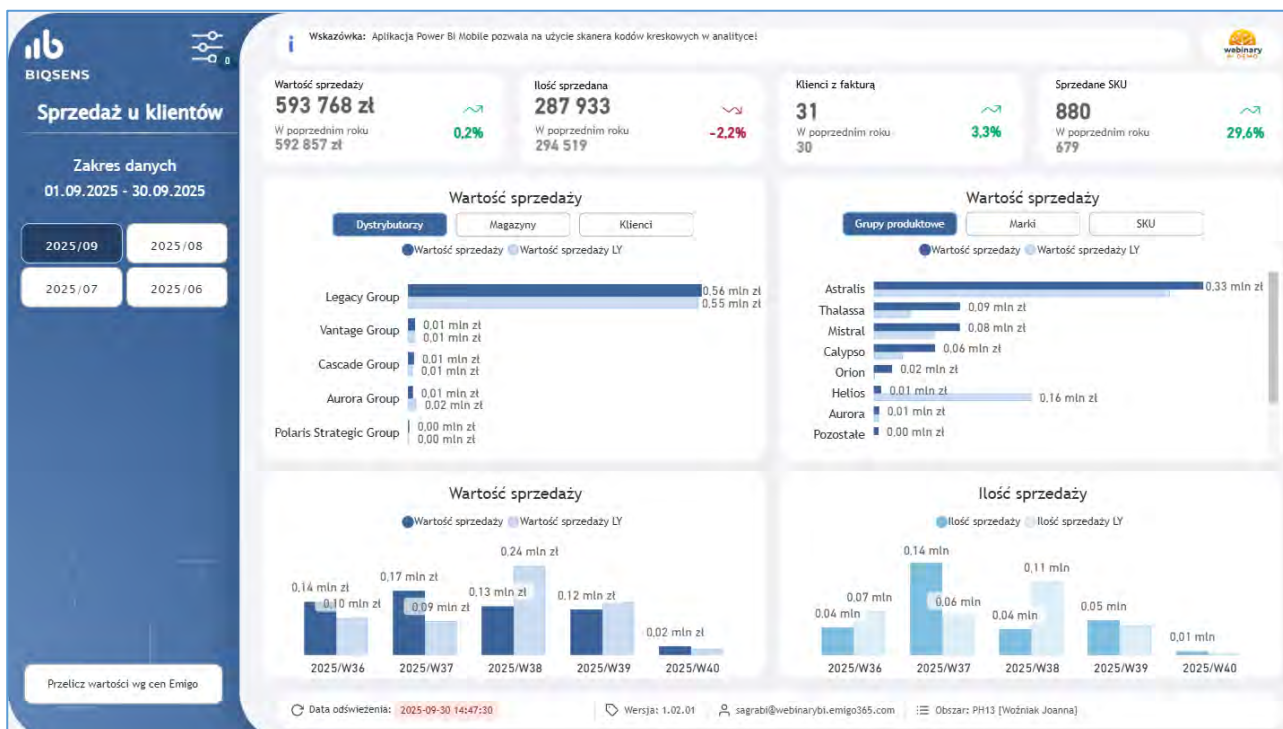 BIQSENS
0
Sprzedaż u klientów
Zakres danych
01.09.2025 - 30.09.2025
2025/09
2025/08
2025/07
2025/06
Przelicz wartości wg cen Emigo
Wskazówka: Aplikacja Power Bi Mobile pozwala na użycie skanera kodów kreskowych w analityce!
webinary
Wartość sprzedaży
593 768 zł
W poprzednim roku
592 857 zł
0,2%
Ilość sprzedana
287 933
W poprzednim roku
294 519
-2,2%
Klienci z fakturą
31
W poprzednim roku
30
3,3%
Sprzedane SKU
880
W poprzednim roku
679
29,6%
Wartość sprzedaży
Dystrybutorzy
Magazyny
Klienci
Wartość sprzedaży Wartość sprzedaży LY
Legacy Group
0,56 mln zł
0,55 mln zł
Vantage Group
0,01 mln zł
0,01 mln zł
Cascade Group
0,01 mln zł
0,01 mln zł
Aurora Group
0,01 mln zł
0,02 mln zł
Polaris Strategic Group
0,00 mln zł
0,00 mln zł
Wartość sprzedaży
Grupy produktowe
Marki
SKU
Wartość sprzedaży Wartość sprzedaży LY
Astralis 0,33 mln zł
Thalassa 0,09 mln zł
Mistral 0,08 mln zł
Calypso 0,06 mln zł
Orion 0,02 mln zł
Helios 0,01 mln zł 0,16 mln zł
Aurora 0,01 mln zł
Pozostałe 0,00 mln zł
Wartość sprzedaży
Wartość sprzedaży Wartość sprzedaży LY
0,14 mln zł
0,10 mln zł
0,17 mln zł
0,09 mln zł
0,13 mln zł
0,24 mln zł
0,12 mln zł
0,02 mln zł
2025/W36 2025/W37 2025/W38 2025/W39 2025/W40
Ilość sprzedaży
Ilość sprzedaży Ilość sprzedaży LY
0,04 mln
0,07 mln
0,14 mln
0,06 mln
0,04 mln
0,11 mln
0,05 mln
0,01 mln
2025/W36 2025/W37 2025/W38 2025/W39 2025/W40
Data odświeżenia: 2025-09-30 14:47:30
Wersja: 1.02.01
sagrabi@webinarybi.emigo365.com
Obszar: PH13 [Woźniak Joanna]